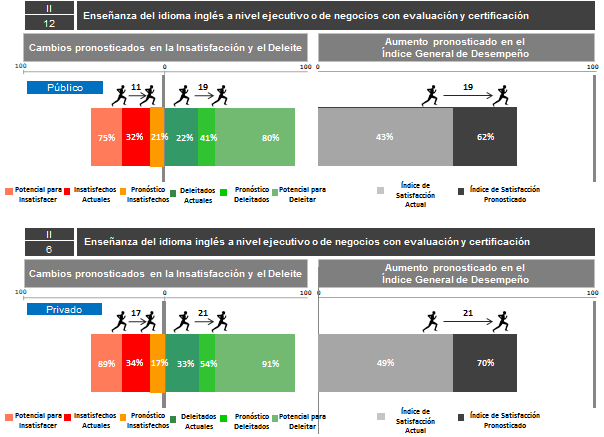 II
12
Enseñanza del idioma inglés a nivel ejecutivo o de negocios con evaluación y certificación
Cambios pronosticados en la Insatisfacción y el Deleite
Aumento pronosticado en el
Índice General de Desempeño
100 0 100
0 100
Público
11 19
19
75% 32% 21% 22% 41% 80%
43% 62%
Potencial para Insatisfacer
Insatisfechos Actuales
Pronóstico Insatisfechos
Deleitados Actuales
Pronóstico Deleitados
Potencial para Deleitar
Índice de Satisfacción Actual
Índice de Satisfacción Pronosticado
II
6
Enseñanza del idioma inglés a nivel ejecutivo o de negocios con evaluación y certificación
Cambios pronosticados en la Insatisfacción y el Deleite
Aumento pronosticado en el
Índice General de Desempeño
100 0 100
0 100
Privado
17 21
21
89% 34% 17% 33% 54% 91%
49% 70%
Potencial para Insatisfacer
Insatisfechos Actuales
Pronóstico Insatisfechos
Deleitados Actuales
Pronóstico Deleitados
Potencial para Deleitar
Índice de Satisfacción Actual
Índice de Satisfacción Pronosticado